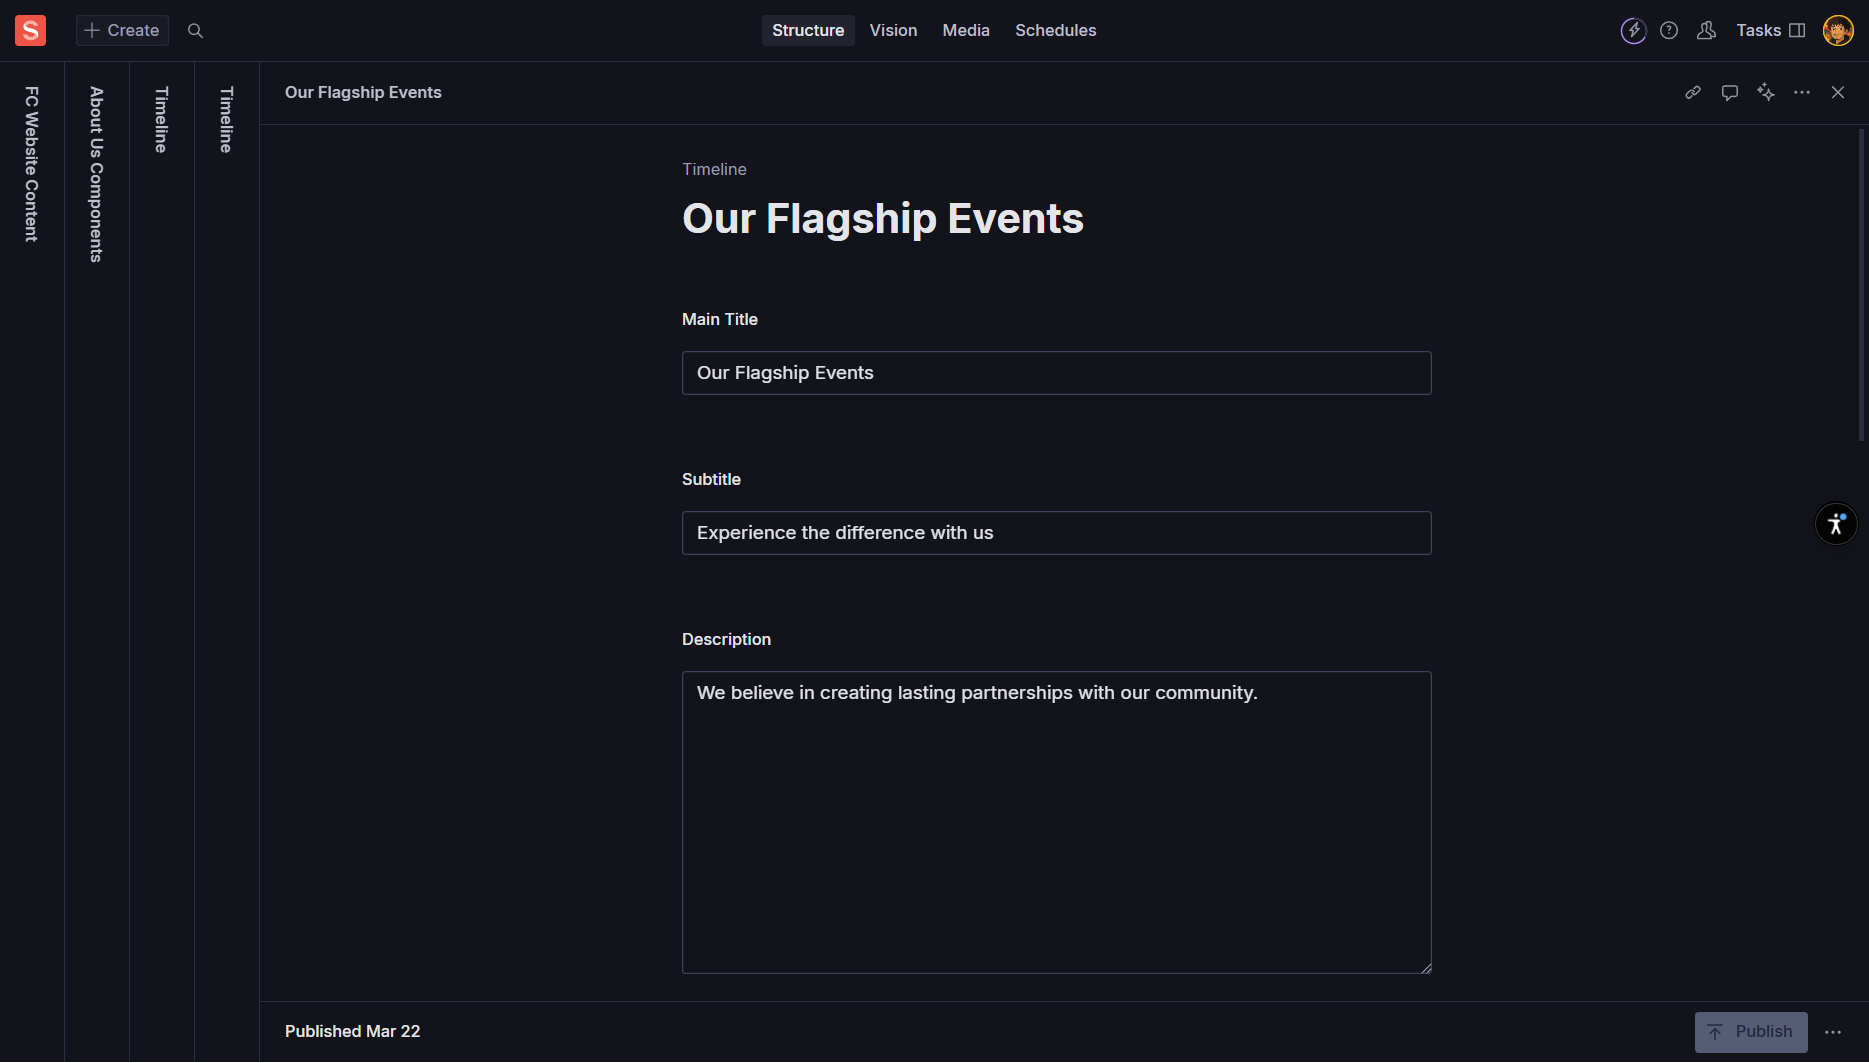 S
Create
Structure
Vision
Media
Schedules
Tasks
FC Website Content
About Us Components
Timeline
Timeline
Our Flagship Events
Timeline
Our Flagship Events
Main Title
Our Flagship Events
Subtitle
Experience the difference with us
Description
We believe in creating lasting partnerships with our community.
Published Mar 22
Publish